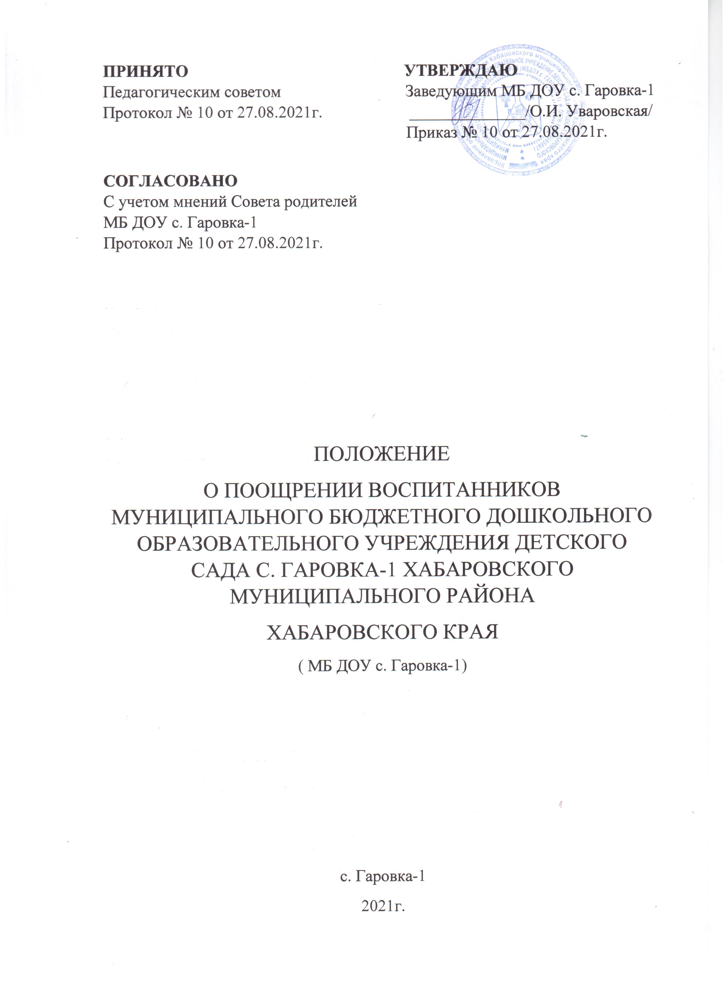 ПРИНЯТО
Педагогическим советом
Протокол № 10 от 27.08.2021г.
УТВЕРЖДАЮ
Заведующим МБ ДОУ с. Гаровка-1
______________/О.И. Уваровская/
Приказ № 10 от 27.08.2021г.
СОГЛАСОВАНО
С учетом мнений Совета родителей
МБ ДОУ с. Гаровка-1
Протокол № 10 от 27.08.2021г.
ПОЛОЖЕНИЕ
О ПООЩРЕНИИ ВОСПИТАННИКОВ
МУНИЦИПАЛЬНОГО БЮДЖЕТНОГО ДОШКОЛЬНОГО
ОБРАЗОВАТЕЛЬНОГО УЧРЕЖДЕНИЯ ДЕТСКОГО
САДА С. ГАРОВКА-1 ХАБАРОВСКОГО
МУНИЦИПАЛЬНОГО РАЙОНА
ХАБАРОВСКОГО КРАЯ
( МБ ДОУ с. Гаровка-1)
с. Гаровка-1
2021г.